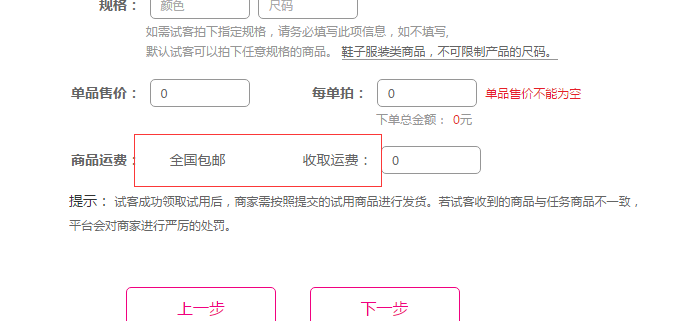 规格： 颜色 尺码
如需试客拍下指定规格，请务必填写此项信息，如不填写,
默认试客可以拍下任意规格的商品。 鞋子服装类商品，不可限制产品的尺码。
单品售价： 0 每单拍： 0 单品售价不能为空
下单总金额： 0元
商品运费： 全国包邮 收取运费： 0
提示： 试客成功领取试用后，商家需按照提交的试用商品进行发货。若试客收到的商品与任务商品不一致，
平台会对商家进行严厉的处罚。
上一步 下一步